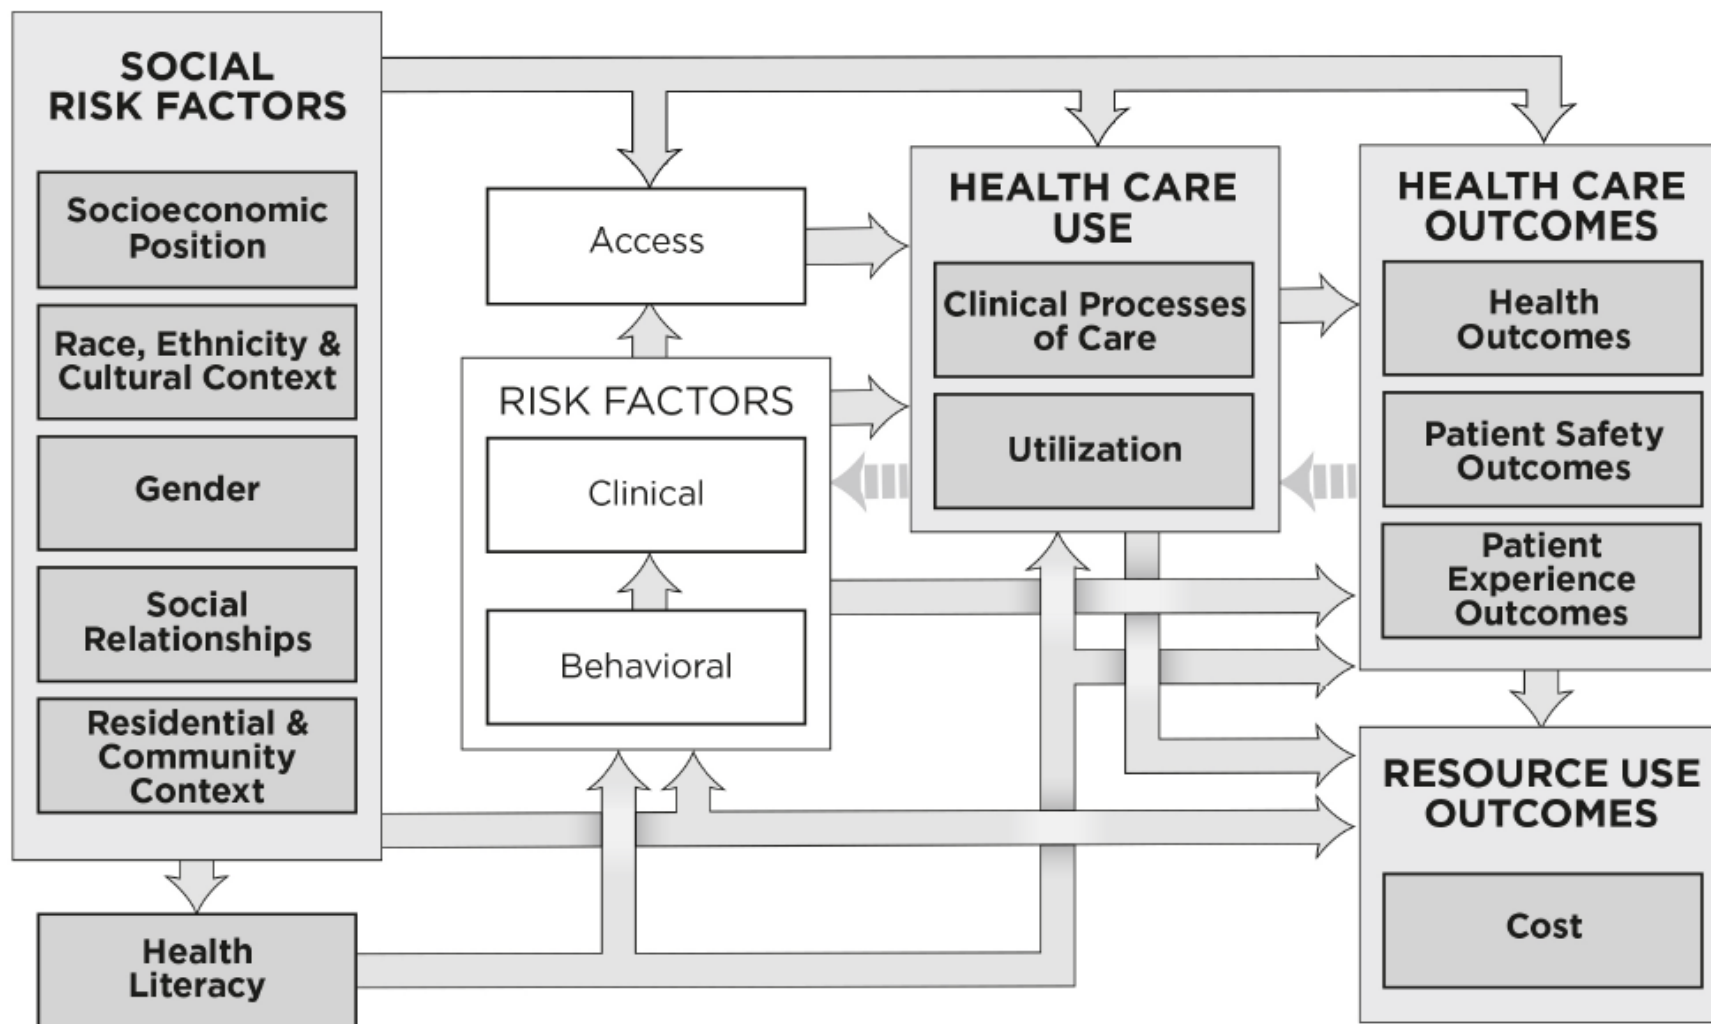 SOCIAL
RISK FACTORS
Socioeconomic
Position
Race, Ethnicity &
Cultural Context
Gender
Social
Relationships
Residential &
Community
Context
Health
Literacy
Access
RISK FACTORS
Clinical
Behavioral
HEALTH CARE
USE
Clinical Processes
of Care
Utilization
HEALTH CARE
OUTCOMES
Health
Outcomes
Patient Safety
Outcomes
Patient
Experience
Outcomes
RESOURCE USE
OUTCOMES
Cost